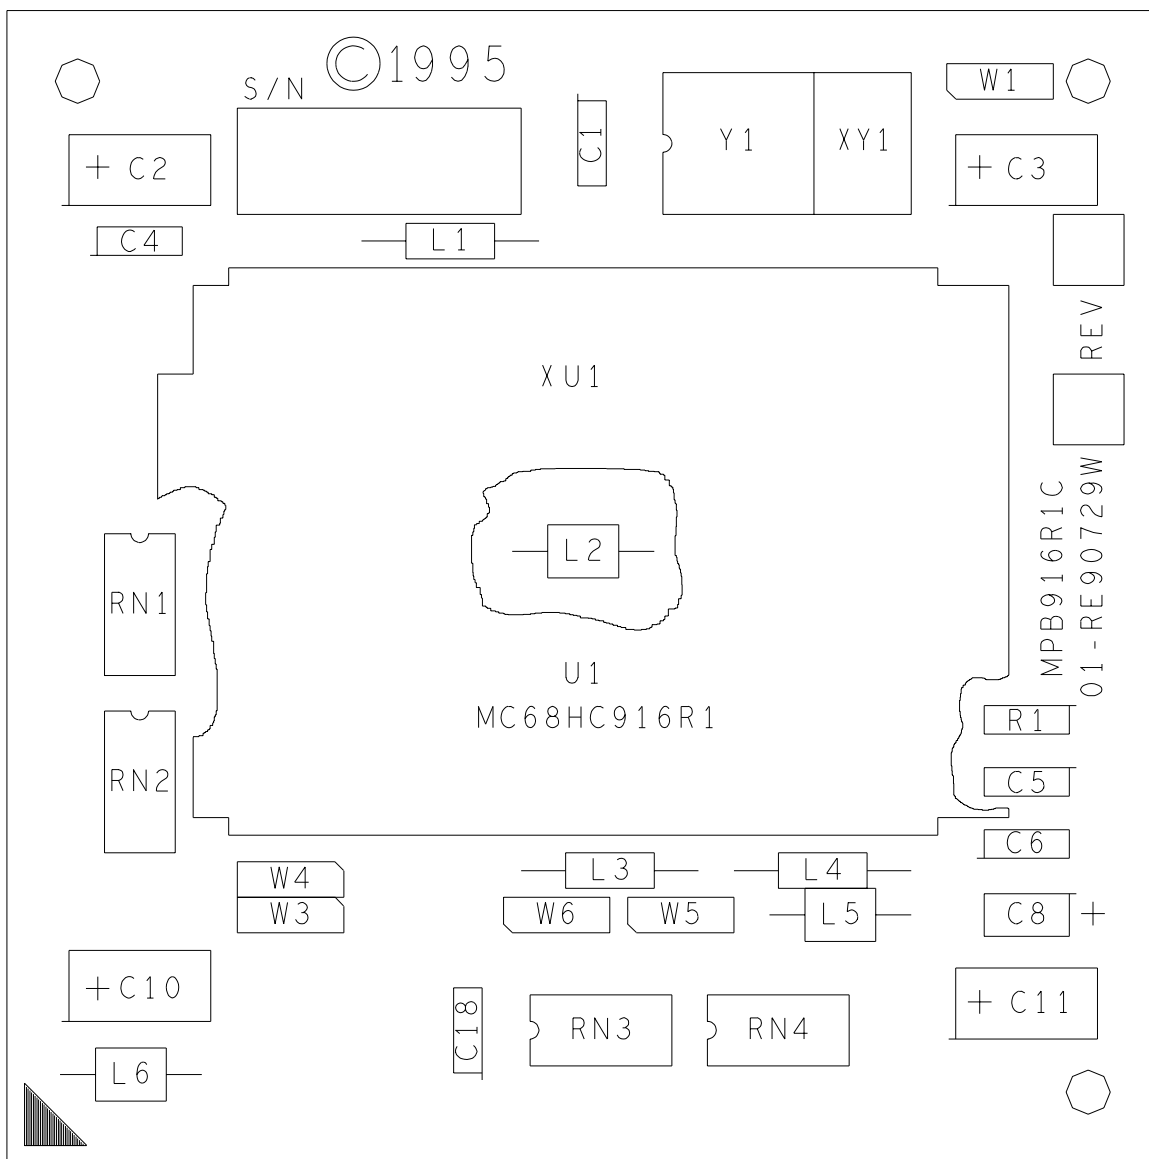 ©1995
S/N
W1
C1
Y1
XY1
+ C2
+ C3
C4
L1
REV
XU1
MPB916R1C
01-RE90729W
L2
RN1
U1
MC68HC916R1
R1
RN2
C5
C6
L3
L4
W4
W3
W6
W5
L5
C8 +
+ C10
+ C11
C18
RN3
RN4
L6